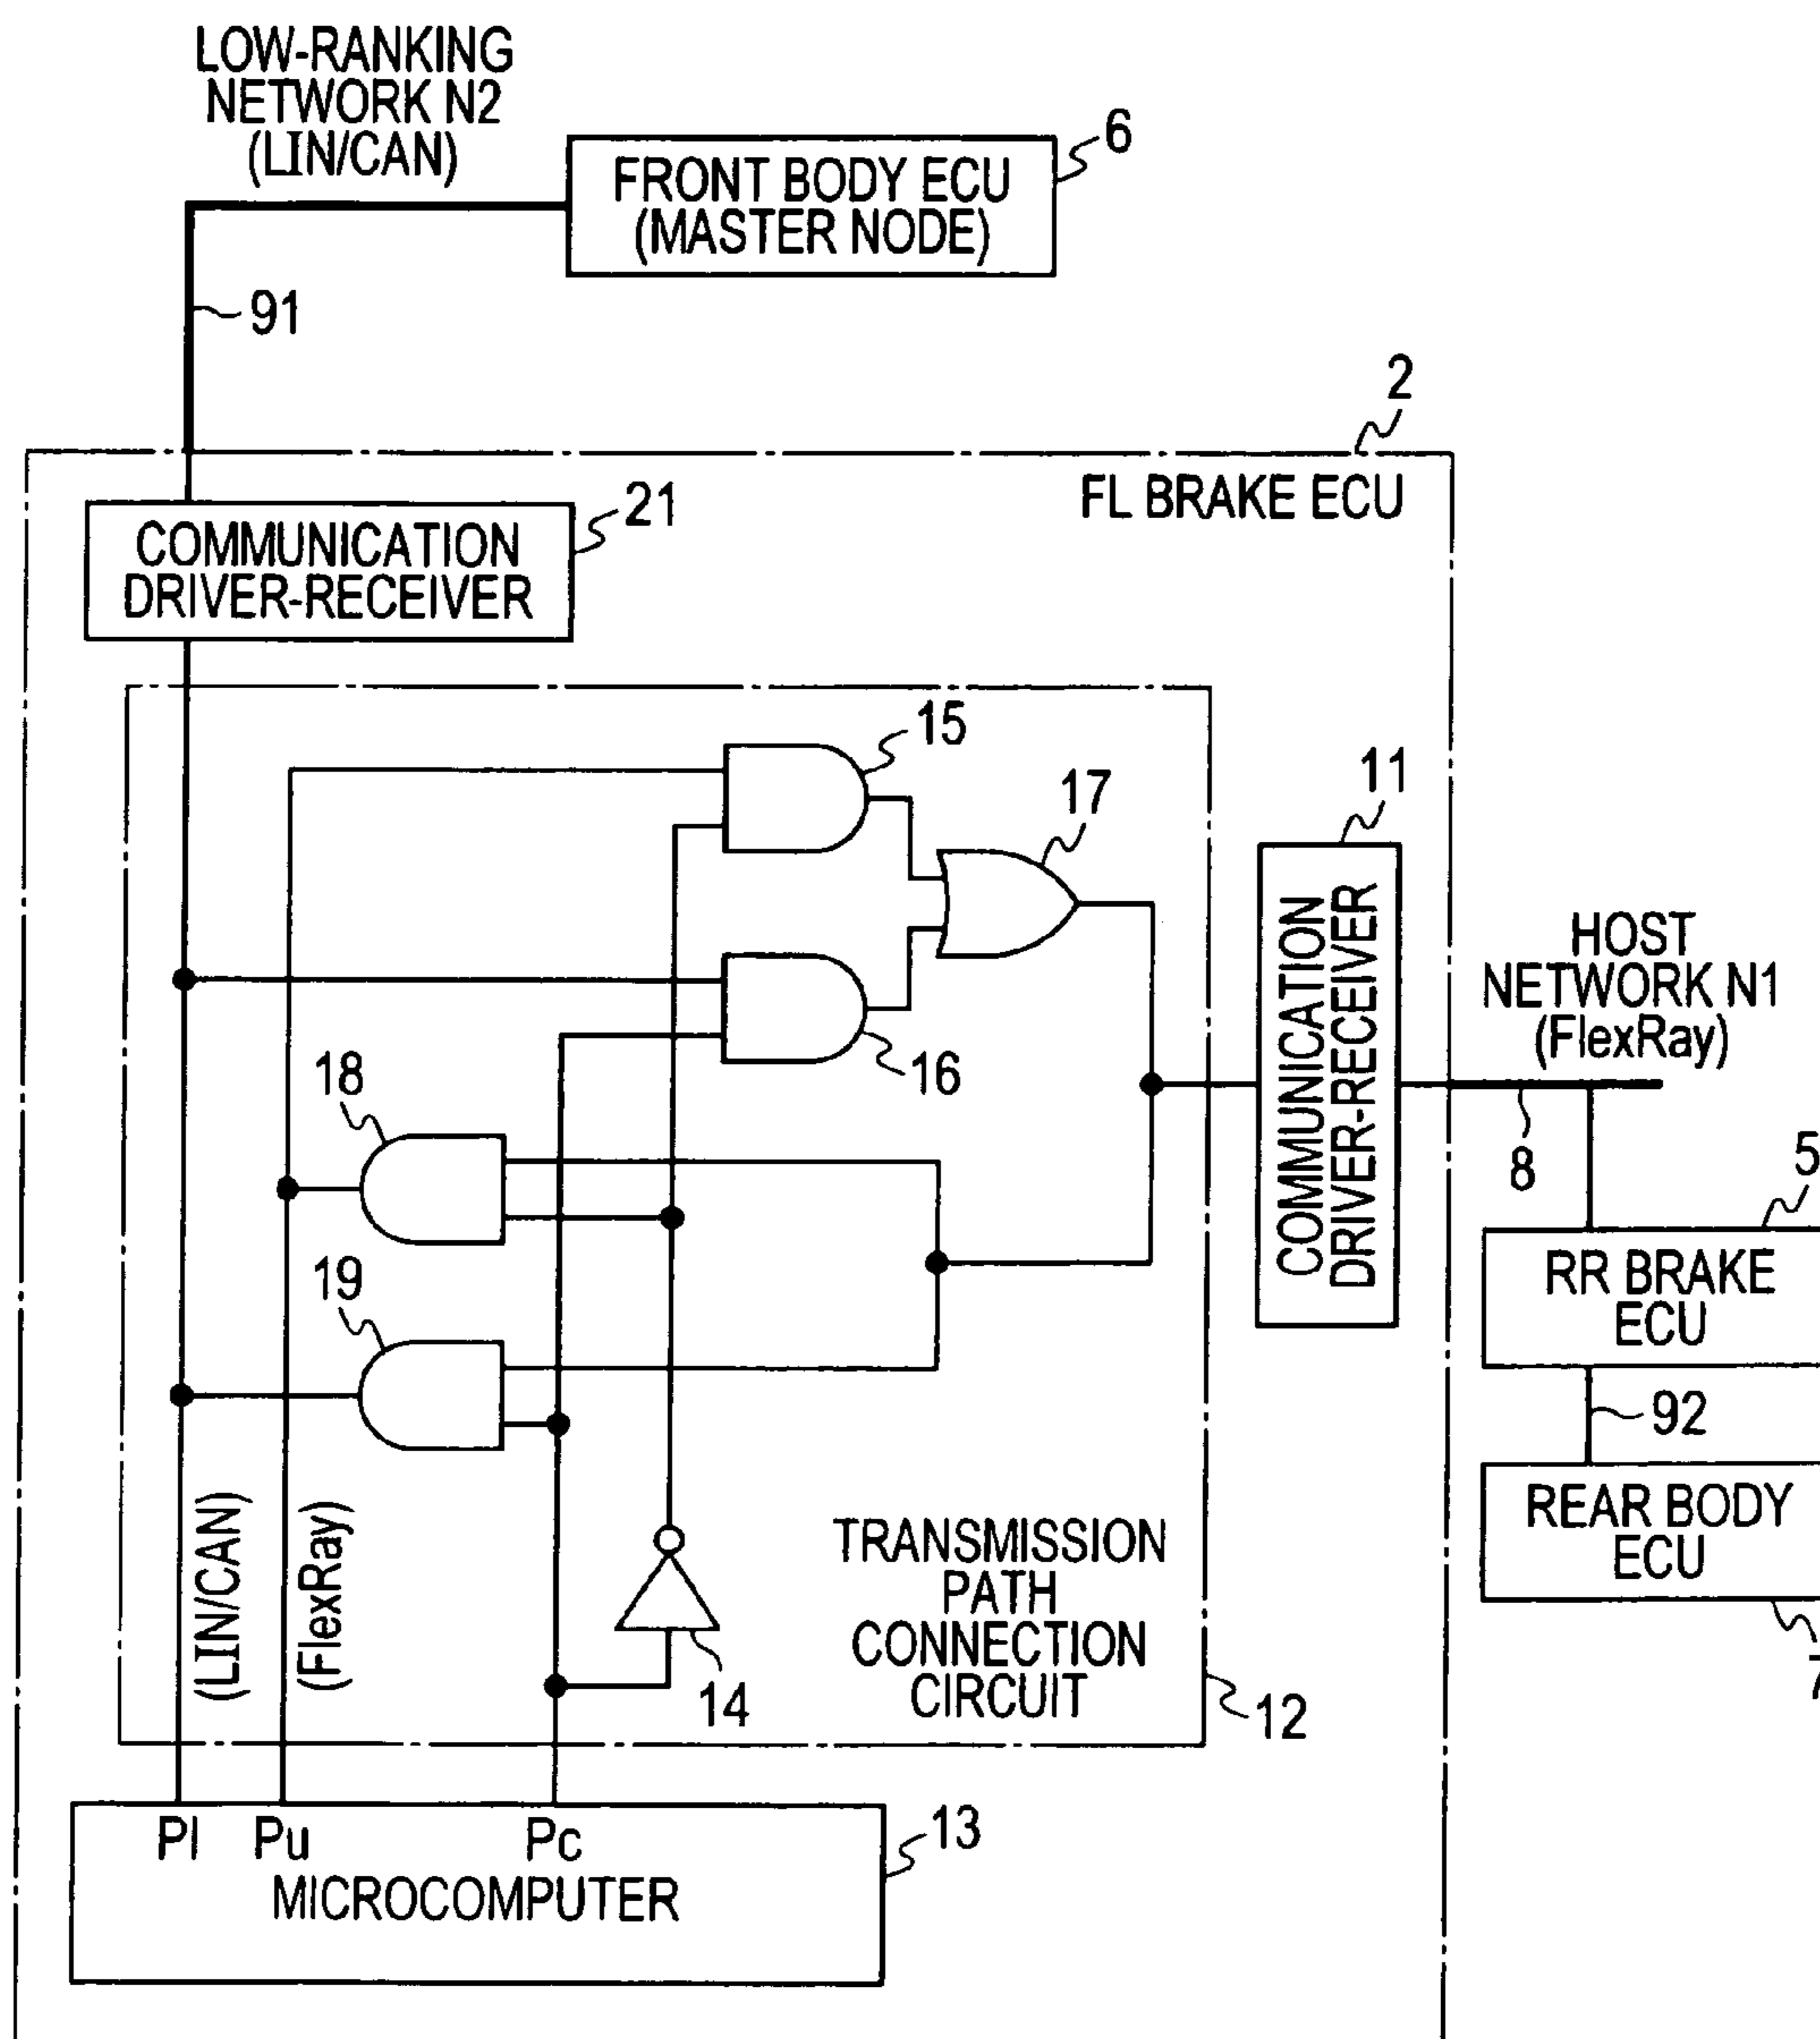 LOW-RANKING
NETWORK N2
(LIN/CAN)
6
FRONT BODY ECU
(MASTER NODE)
91
2
FL BRAKE ECU
21
COMMUNICATION
DRIVER-RECEIVER
15
17
11
COMMUNICATION
DRIVER-RECEIVER
HOST
NETWORK N1
(FlexRay)
16
18
8
5
RR BRAKE
ECU
19
92
REAR BODY
ECU
7
(LIN/CAN)
(FlexRay)
TRANSMISSION
PATH
CONNECTION
CIRCUIT
14
12
Pl Pu Pc
13
MICROCOMPUTER